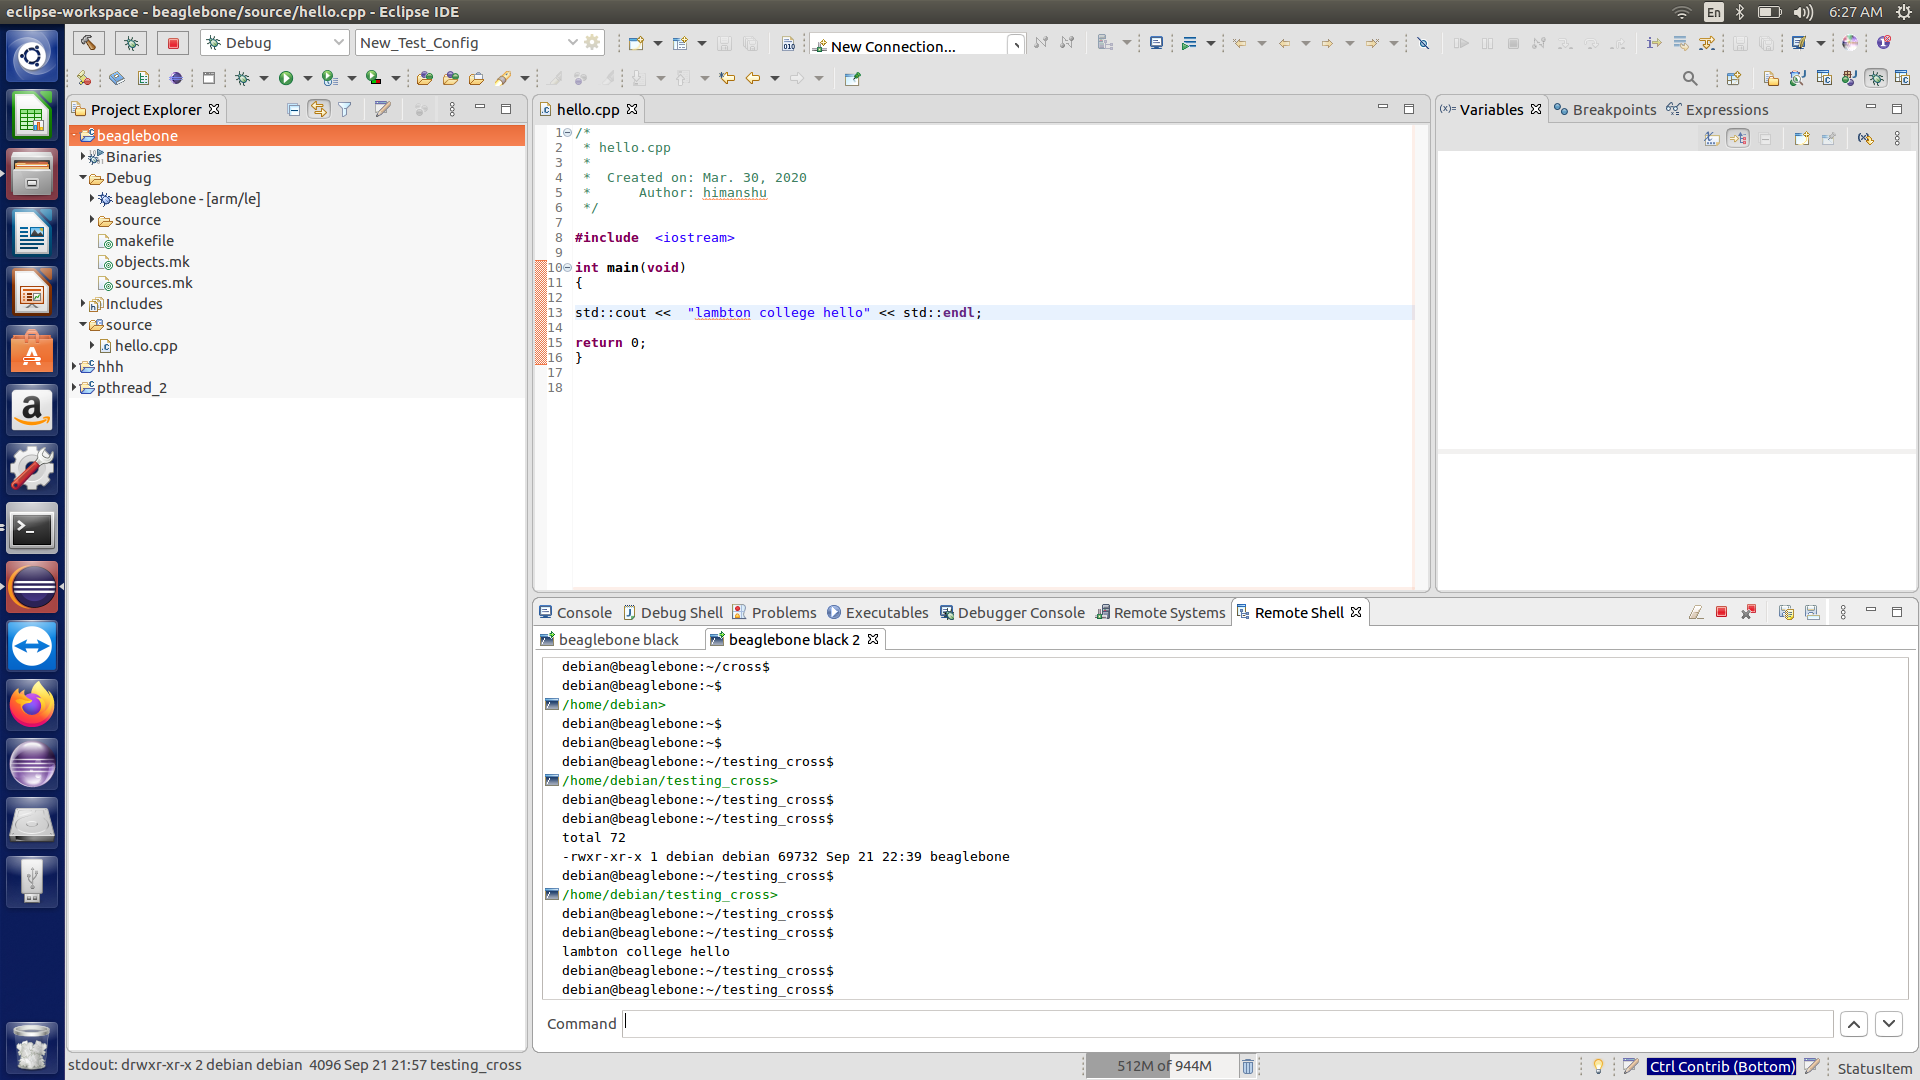 eclipse-workspace - beaglebone/source/hello.cpp - Eclipse IDE
En
6:27 AM
Debug
New_Test_Config
New Connection...
Project Explorer
beaglebone
Binaries
Debug
beaglebone - [arm/le]
source
makefile
objects.mk
sources.mk
Includes
source
hello.cpp
hhh
pthread_2
hello.cpp
1 /*
2  * hello.cpp
3  *
4  *  Created on: Mar. 30, 2020
5  *      Author: himanshu
6  */
7
8 #include  <iostream>
9
10 int main(void)
11 {
12
13 std::cout <<  "lambton college hello" << std::endl;
14
15 return 0;
16 }
17
18
(x)= Variables
Breakpoints
Expressions
Console
Debug Shell
Problems
Executables
Debugger Console
Remote Systems
Remote Shell
beaglebone black
beaglebone black 2
debian@beaglebone:~/cross$
debian@beaglebone:~$
/home/debian>
debian@beaglebone:~$
debian@beaglebone:~$
debian@beaglebone:~/testing_cross$
/home/debian/testing_cross>
debian@beaglebone:~/testing_cross$
debian@beaglebone:~/testing_cross$
total 72
-rwxr-xr-x 1 debian debian 69732 Sep 21 22:39 beaglebone
debian@beaglebone:~/testing_cross$
/home/debian/testing_cross>
debian@beaglebone:~/testing_cross$
debian@beaglebone:~/testing_cross$
lambton college hello
debian@beaglebone:~/testing_cross$
debian@beaglebone:~/testing_cross$
Command
stdout: drwxr-xr-x 2 debian debian  4096 Sep 21 21:57 testing_cross
512M of 944M
Ctrl Contrib (Bottom)
StatusItem